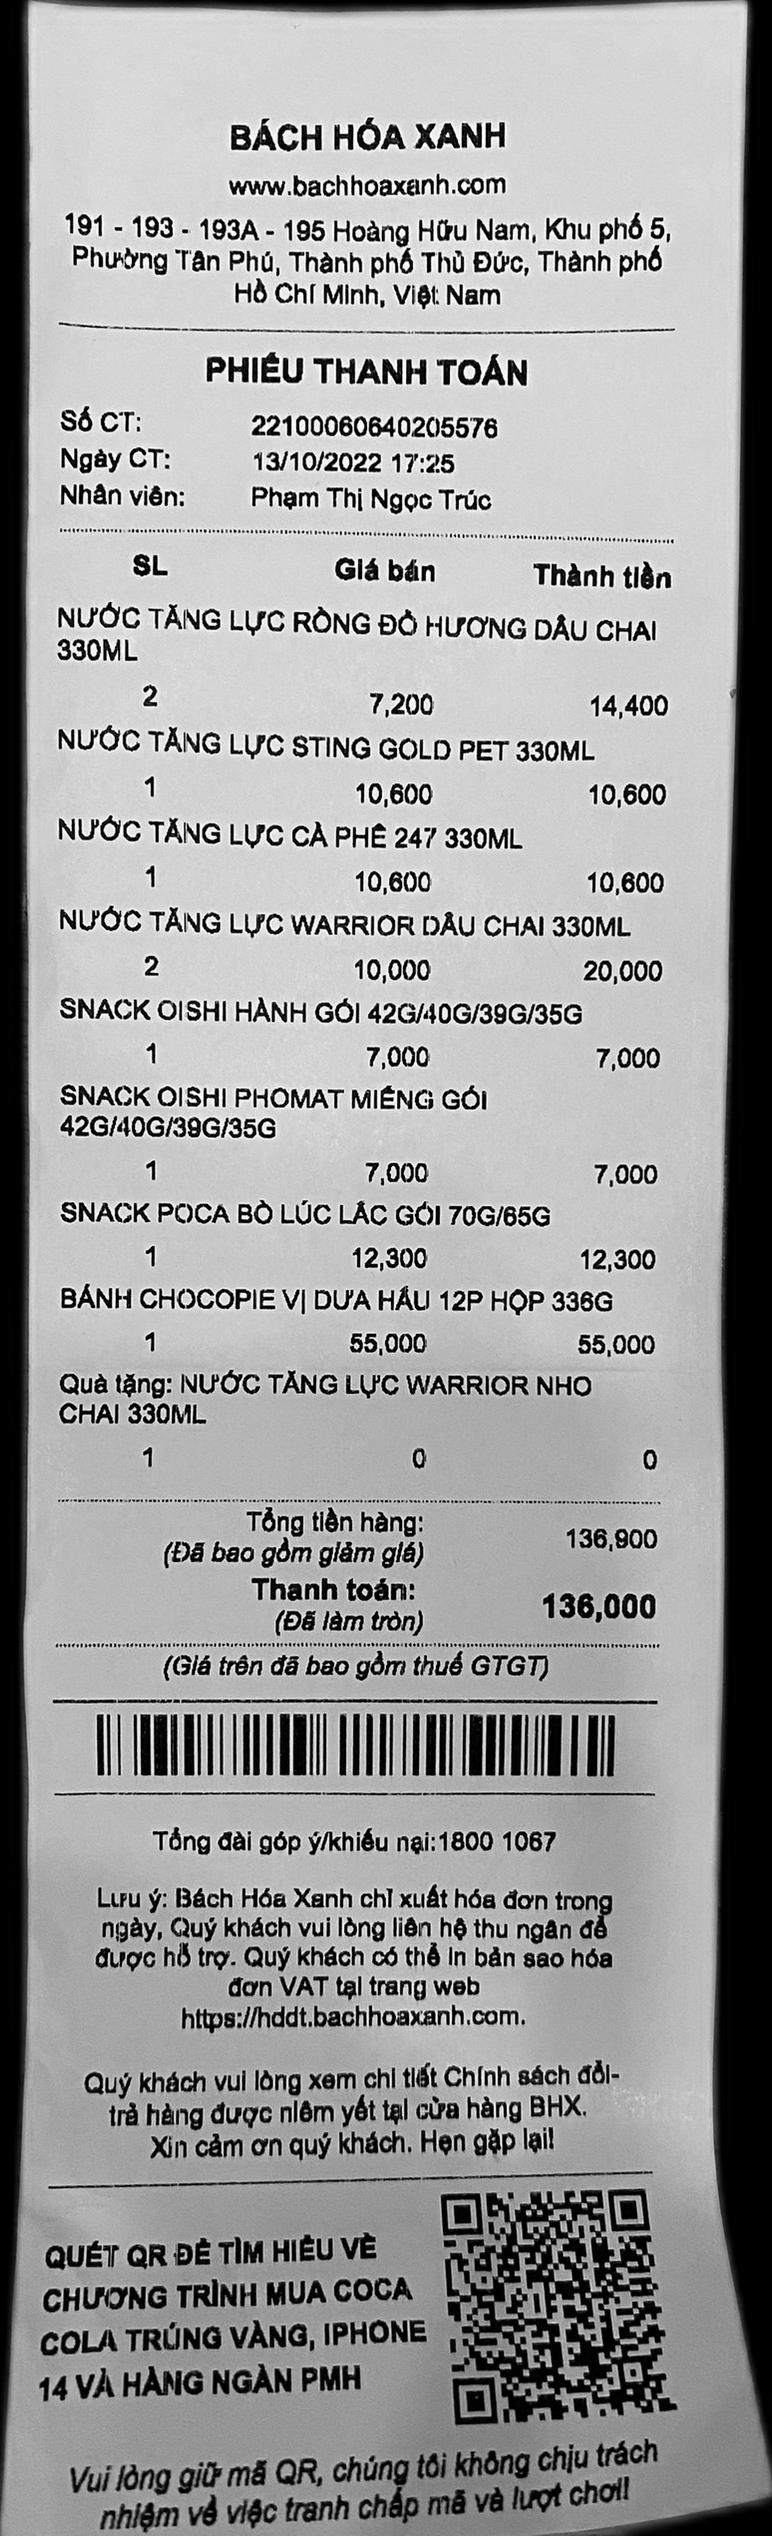 BÁCH HÓA XANH
www.bachhoaxanh.com
191 - 193 - 193A - 195 Hoàng Hữu Nam, Khu phố 5,
Phường Tân Phú, Thành phố Thủ Đức, Thành phố
Hồ Chí Minh, Việt Nam
PHIẾU THANH TOÁN
Số CT: 22100060640205576
Ngày CT: 13/10/2022 17:25
Nhân viên: Phạm Thị Ngọc Trúc
SL Giá bán Thành tiền
NƯỚC TĂNG LỰC RỒNG ĐỎ HƯƠNG DÂU CHAI
330ML
2 7,200 14,400
NƯỚC TĂNG LỰC STING GOLD PET 330ML
1 10,600 10,600
NƯỚC TĂNG LỰC CÀ PHÊ 247 330ML
1 10,600 10,600
NƯỚC TĂNG LỰC WARRIOR DÂU CHAI 330ML
2 10,000 20,000
SNACK OISHI HÀNH GÓI 42G/40G/39G/35G
1 7,000 7,000
SNACK OISHI PHOMAT MIẾNG GÓI
42G/40G/39G/35G
1 7,000 7,000
SNACK POCA BÒ LÚC LẮC GÓI 70G/65G
1 12,300 12,300
BÁNH CHOCOPIE VỊ DƯA HẤU 12P HỘP 336G
1 55,000 55,000
Quà tặng: NƯỚC TĂNG LỰC WARRIOR NHO
CHAI 330ML
1 0 0
Tổng tiền hàng: 136,900
(Đã bao gồm giảm giá)
Thanh toán: 136,000
(Đã làm tròn)
(Giá trên đã bao gồm thuế GTGT)
Tổng đài góp ý/khiếu nại:1800 1067
Lưu ý: Bách Hóa Xanh chỉ xuất hóa đơn trong
ngày, Quý khách vui lòng liên hệ thu ngân để
được hỗ trợ. Quý khách có thể in bản sao hóa
đơn VAT tại trang web
https://hddt.bachhoaxanh.com.
Quý khách vui lòng xem chi tiết Chính sách đổi-
trả hàng được niêm yết tại cửa hàng BHX.
Xin cảm ơn quý khách. Hẹn gặp lại!
QUÉT QR ĐỂ TÌM HIỂU VỀ
CHƯƠNG TRÌNH MUA COCA
COLA TRÚNG VÀNG, IPHONE
14 VÀ HÀNG NGÀN PMH
Vui lòng giữ mã QR, chúng tôi không chịu trách
nhiệm về việc tranh chấp mã và lượt chơi!